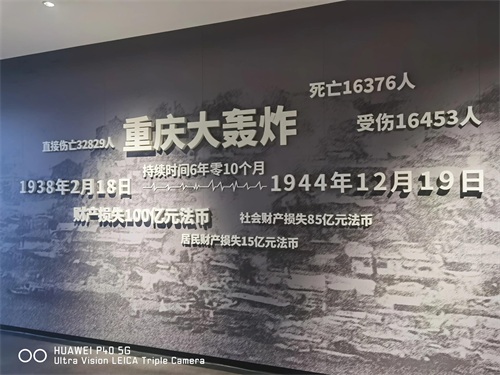 死亡16376人
直接伤亡32829人
重庆大轰炸
受伤16453人
持续时间6年零10个月
1938年2月18日
1944年12月19日
财产损失100亿元法币
社会财产损失85亿元法币
居民财产损失15亿元法币
HUAWEI P40 5G
Ultra Vision LEICA Triple Camera